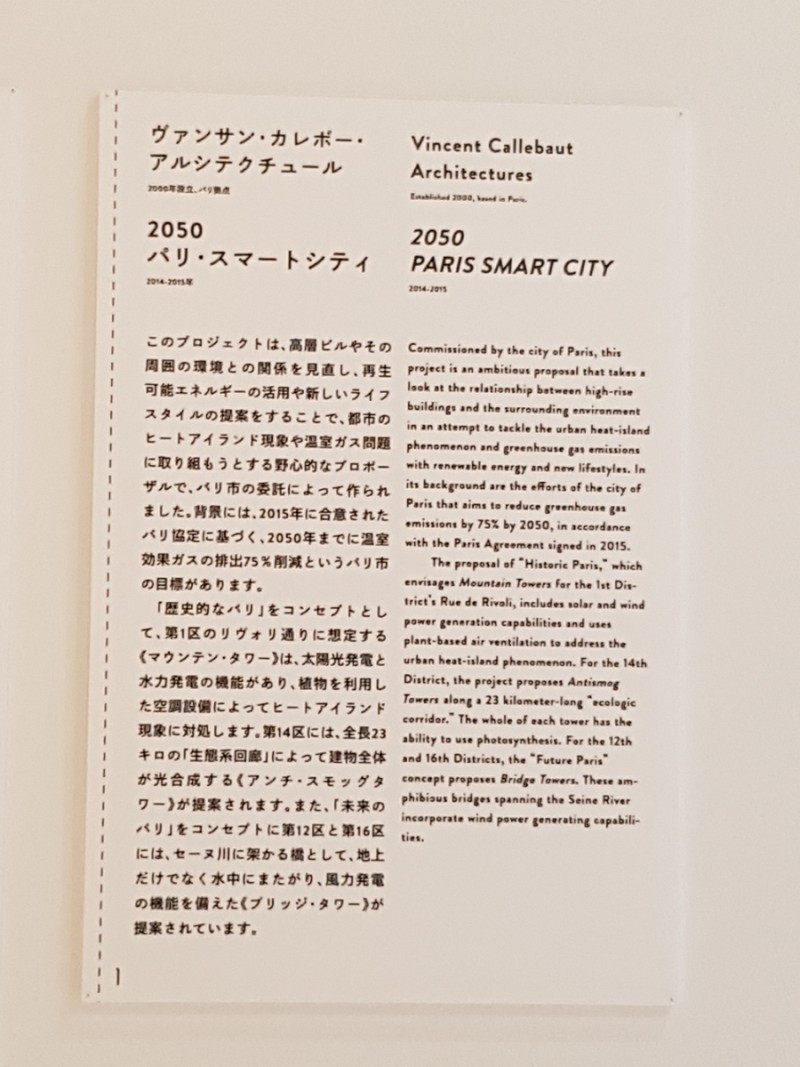 ヴァンサン・カレボー・
アルシテクチュール
2000年設立、パリ拠点
2050
パリ・スマートシティ
2014-2015年
このプロジェクトは、高層ビルやその
周囲の環境との関係を見直し、再生
可能エネルギーの活用や新しいライフ
スタイルの提案をすることで、都市の
ヒートアイランド現象や温室ガス問題
に取り組もうとする野心的なプロポー
ザルで、パリ市の委託によって作られ
ました。背景には、2015年に合意された
パリ協定に基づく、2050年までに温室
効果ガスの排出75%削減というパリ市
の目標があります。
「歴史的なパリ」をコンセプトとし
て、第1区のリヴォリ通りに想定する
《マウンテン・タワー》は、太陽光発電と
水力発電の機能があり、植物を利用し
た空調設備によってヒートアイランド
現象に対処します。第14区には、全長23
キロの「生態系回廊」によって建物全体
が光合成する《アンチ・スモッグタ
ワー》が提案されます。また、「未来の
パリ」をコンセプトに第12区と第16区
には、セーヌ川に架かる橋として、地上
だけでなく水中にまたがり、風力発電
の機能を備えた《ブリッジ・タワー》が
提案されています。
1
Vincent Callebaut
Architectures
Established 2000, based in Paris.
2050
PARIS SMART CITY
2014-2015
Commissioned by the city of Paris, this
project is an ambitious proposal that takes a
look at the relationship between high-rise
buildings and the surrounding environment
in an attempt to tackle the urban heat-island
phenomenon and greenhouse gas emissions
with renewable energy and new lifestyles. In
its background are the efforts of the city of
Paris that aims to reduce greenhouse gas
emissions by 75% by 2050, in accordance
with the Paris Agreement signed in 2015.
The proposal of "Historic Paris," which
envisages Mountain Towers for the 1st Dis-
trict's Rue de Rivoli, includes solar and wind
power generation capabilities and uses
plant-based air ventilation to address the
urban heat-island phenomenon. For the 14th
District, the project proposes Antismog
Towers along a 23 kilometer-long "ecologic
corridor." The whole of each tower has the
ability to use photosynthesis. For the 12th
and 16th Districts, the "Future Paris"
concept proposes Bridge Towers. These am-
phibious bridges spanning the Seine River
incorporate wind power generating capabili-
ties.